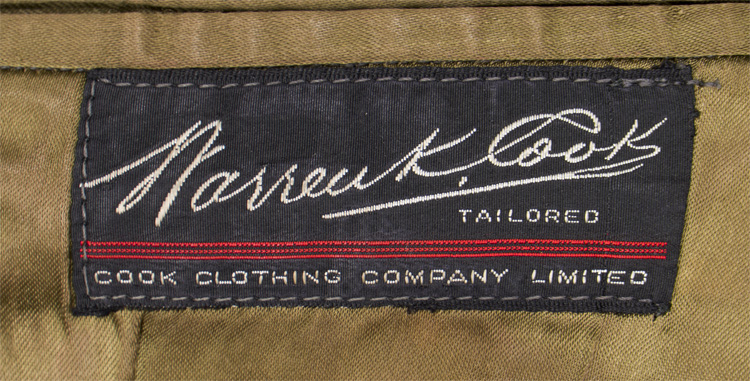 Warren K. Cook
TAILORED
COOK CLOTHING COMPANY LIMITED